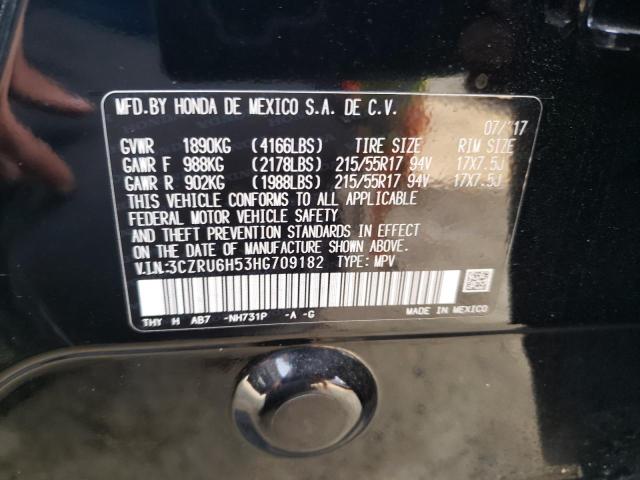 MFD.BY HONDA DE MEXICO S.A. DE C.V.
07/17
GVWR 1890KG (4166LBS) TIRE SIZE RIM SIZE
GAWR F 988KG (2178LBS) 215/55R17 94V 17X7.5J
GAWR R 902KG (1988LBS) 215/55R17 94V 17X7.5J
THIS VEHICLE CONFORMS TO ALL APPLICABLE
FEDERAL MOTOR VEHICLE SAFETY
AND THEFT PREVENTION STANDARDS IN EFFECT
ON THE DATE OF MANUFACTURE SHOWN ABOVE.
V.I.N:3CZRU6H53HG709182 TYPE: MPV
THY H AB7 -NH731P -A -G MADE IN MEXICO